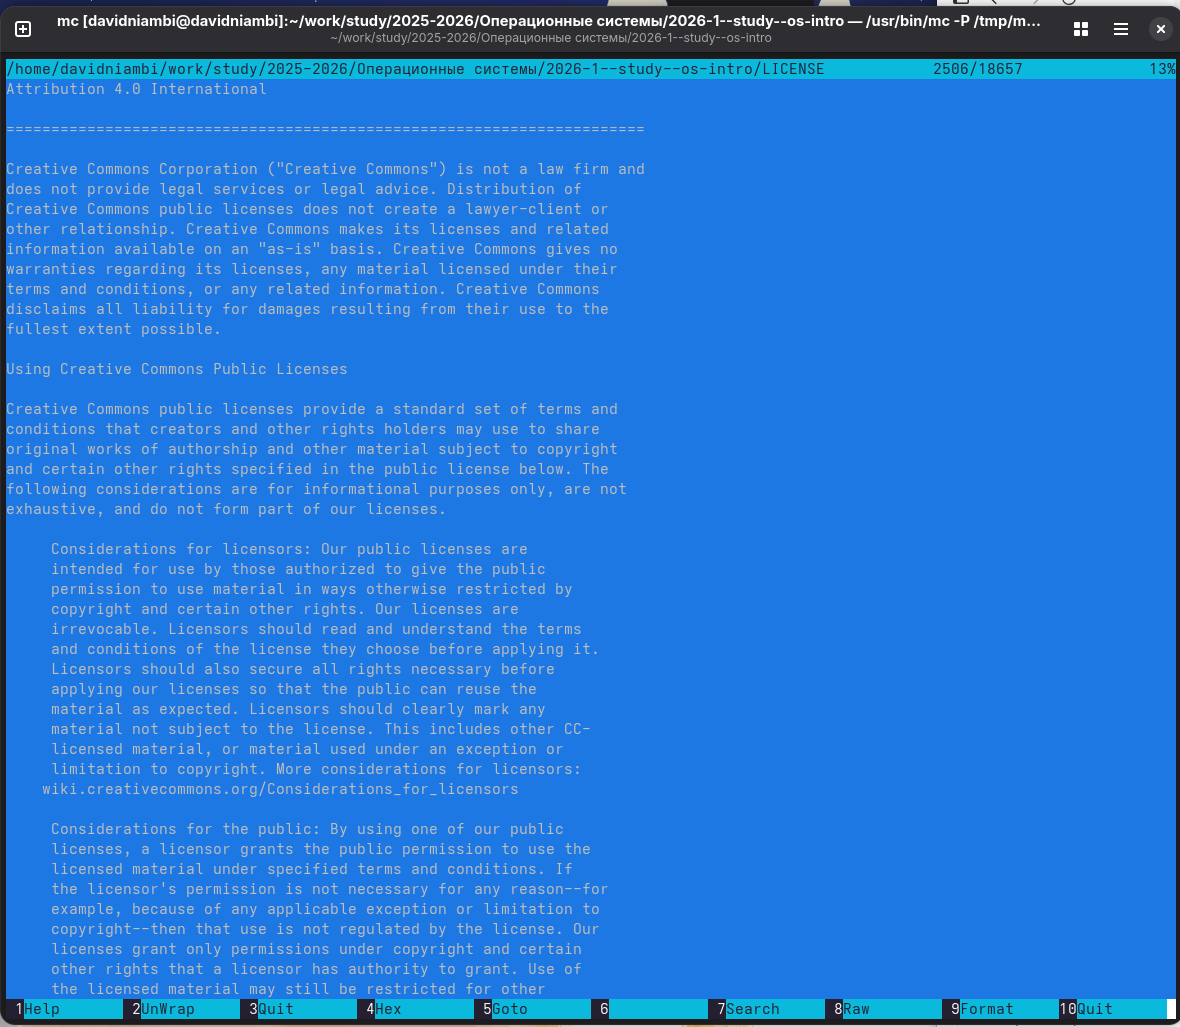 mc [davidniambi@davidniambi]:~/work/study/2025-2026/Операционные системы/2026-1--study--os-intro — /usr/bin/mc -P /tmp/m...
~/work/study/2025-2026/Операционные системы/2026-1--study--os-intro
/home/davidniambi/work/study/2025-2026/Операционные системы/2026-1--study--os-intro/LICENSE 2506/18657 13%
Attribution 4.0 International
=======================================================================
Creative Commons Corporation ("Creative Commons") is not a law firm and
does not provide legal services or legal advice. Distribution of
Creative Commons public licenses does not create a lawyer-client or
other relationship. Creative Commons makes its licenses and related
information available on an "as-is" basis. Creative Commons gives no
warranties regarding its licenses, any material licensed under their
terms and conditions, or any related information. Creative Commons
disclaims all liability for damages resulting from their use to the
fullest extent possible.
Using Creative Commons Public Licenses
Creative Commons public licenses provide a standard set of terms and
conditions that creators and other rights holders may use to share
original works of authorship and other material subject to copyright
and certain other rights specified in the public license below. The
following considerations are for informational purposes only, are not
exhaustive, and do not form part of our licenses.
Considerations for licensors: Our public licenses are
intended for use by those authorized to give the public
permission to use material in ways otherwise restricted by
copyright and certain other rights. Our licenses are
irrevocable. Licensors should read and understand the terms
and conditions of the license they choose before applying it.
Licensors should also secure all rights necessary before
applying our licenses so that the public can reuse the
material as expected. Licensors should clearly mark any
material not subject to the license. This includes other CC-
licensed material, or material used under an exception or
limitation to copyright. More considerations for licensors:
wiki.creativecommons.org/Considerations_for_licensors
Considerations for the public: By using one of our public
licenses, a licensor grants the public permission to use the
licensed material under specified terms and conditions. If
the licensor's permission is not necessary for any reason--for
example, because of any applicable exception or limitation to
copyright--then that use is not regulated by the license. Our
licenses grant only permissions under copyright and certain
other rights that a licensor has authority to grant. Use of
the licensed material may still be restricted for other
1Help 2UnWrap 3Quit 4Hex 5Goto 6 7Search 8Raw 9Format 10Quit